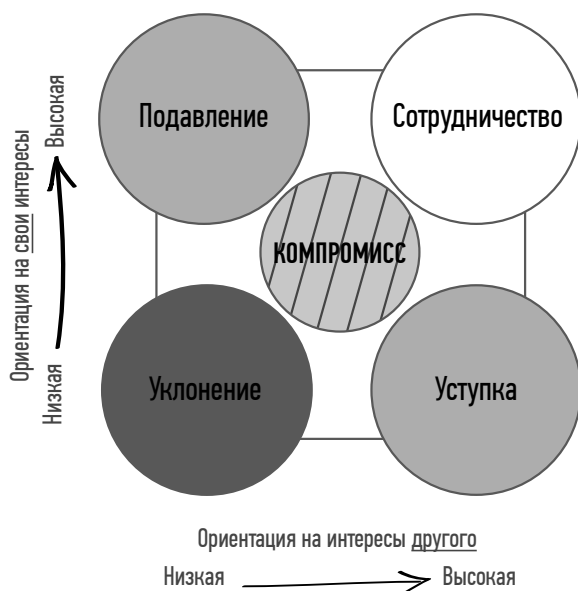 Подавление
Сотрудничество
КОМПРОМИСС
Уклонение
Уступка
Ориентация на свои интересы
Низкая
Высокая
Ориентация на интересы другого
Низкая
Высокая